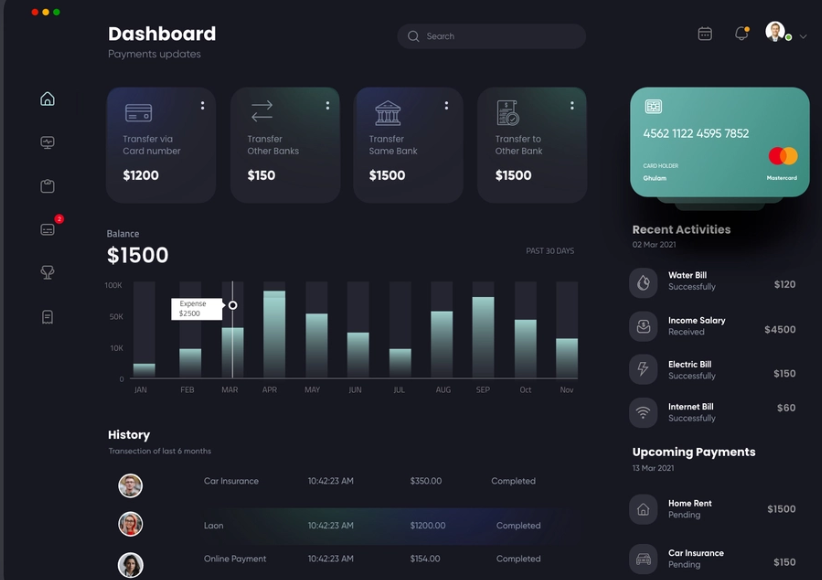 Dashboard
Payments updates
Search
Transfer via
Card number
$1200
Transfer
Other Banks
$150
Transfer
Same Bank
$1500
Transfer to
Other Bank
$1500
4562 1122 4595 7852
CARD HOLDER
Ghulam
Mastercard
2
Balance
$1500
PAST 30 DAYS
100K
50K
10K
0
Expense
$2500
JAN FEB MAR APR MAY JUN JUL AUG SEP Oct Nov
Recent Activities
02 Mar 2021
Water Bill
Successfully
$120
Income Salary
Received
$4500
Electric Bill
Successfully
$150
Internet Bill
Successfully
$60
History
Transection of last 6 months
Car Insurance 10:42:23 AM $350.00 Completed
Laon 10:42:23 AM $1200.00 Completed
Online Payment 10:42:23 AM $154.00 Completed
Upcoming Payments
13 Mar 2021
Home Rent
Pending
$1500
Car Insurance
Pending
$150